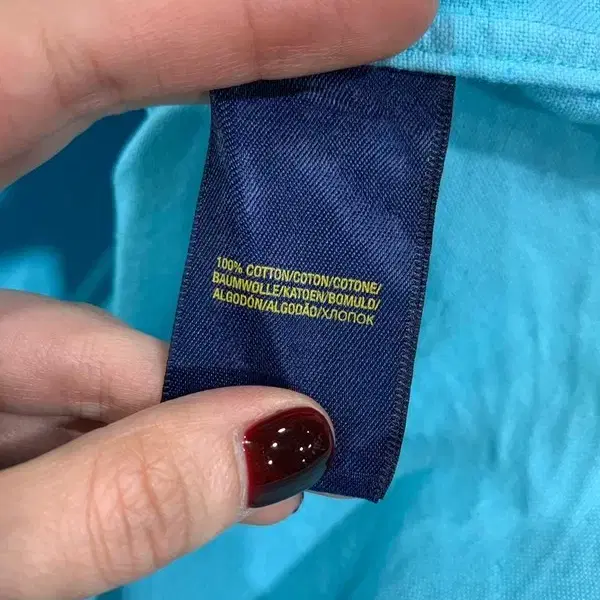 100% COTTON/COTON/COTONE/
BAUMWOLLE/KATOEN/BOMULD/
ALGODÓN/ALGODÃO/ХЛОПОК